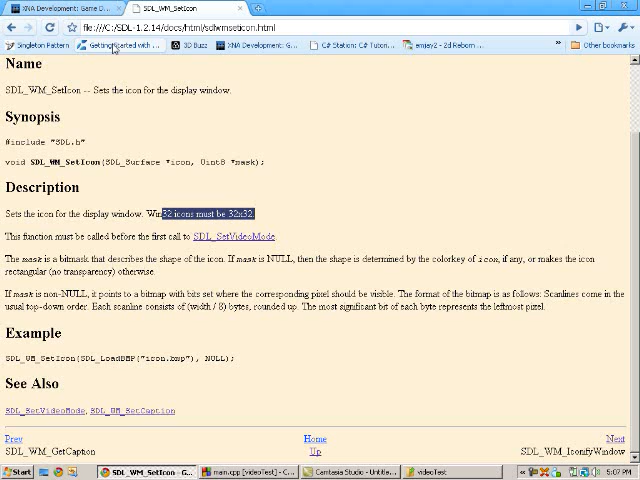 XNA Development: Game D...
SDL_WM_SetIcon
file:///C:/SDL-1.2.14/docs/html/sdlwmseticon.html
Singleton Pattern
Getting Started with ...
3D Buzz
XNA Development: G...
C# Station: C# Tutor...
emjay2 - 2d Reborn ...
»
Other bookmarks
Name
SDL_WM_SetIcon -- Sets the icon for the display window.
Synopsis
#include "SDL.h"
void SDL_WM_SetIcon(SDL_Surface *icon, Uint8 *mask);
Description
Sets the icon for the display window. Win32 icons must be 32x32.
This function must be called before the first call to SDL_SetVideoMode.
The mask is a bitmask that describes the shape of the icon. If mask is NULL, then the shape is determined by the colorkey of icon, if any, or makes the icon
rectangular (no transparency) otherwise.
If mask is non-NULL, it points to a bitmap with bits set where the corresponding pixel should be visible. The format of the bitmap is as follows: Scanlines come in the
usual top-down order. Each scanline consists of (width / 8) bytes, rounded up. The most significant bit of each byte represents the leftmost pixel.
Example
SDL_WM_SetIcon(SDL_LoadBMP("icon.bmp"), NULL);
See Also
SDL_SetVideoMode, SDL_WM_SetCaption
Prev Home Next
SDL_WM_GetCaption Up SDL_WM_IconifyWindow
Start
SDL_WM_SetIcon - G...
main.cpp [videoTest] - C...
Camtasia Studio - Untitle...
videoTest
«
5:07 PM